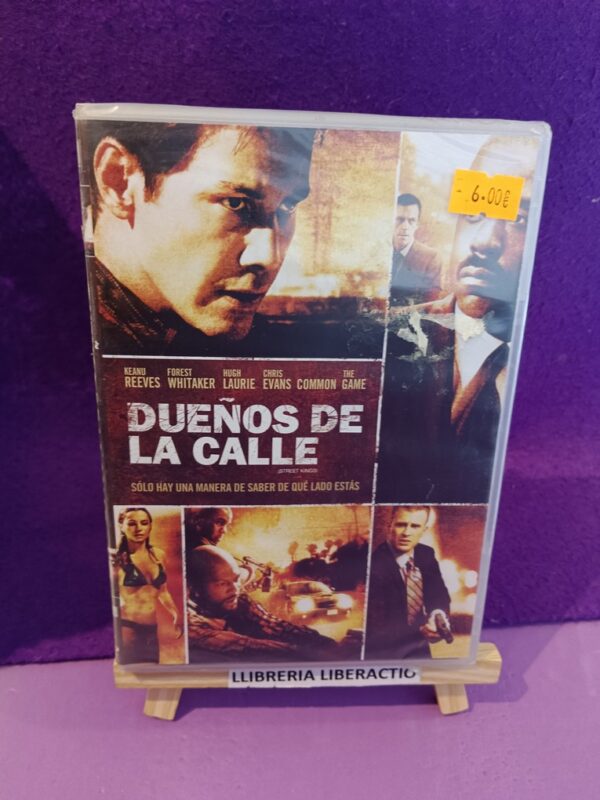 6.00€
KEANU FOREST HUGH CHRIS THE
REEVES WHITAKER LAURIE EVANS COMMON GAME
DUEÑOS DE
LA CALLE
(STREET KINGS)
SÓLO HAY UNA MANERA DE SABER DE QUÉ LADO ESTÁS
LLIBRERIA LIBERACTIO